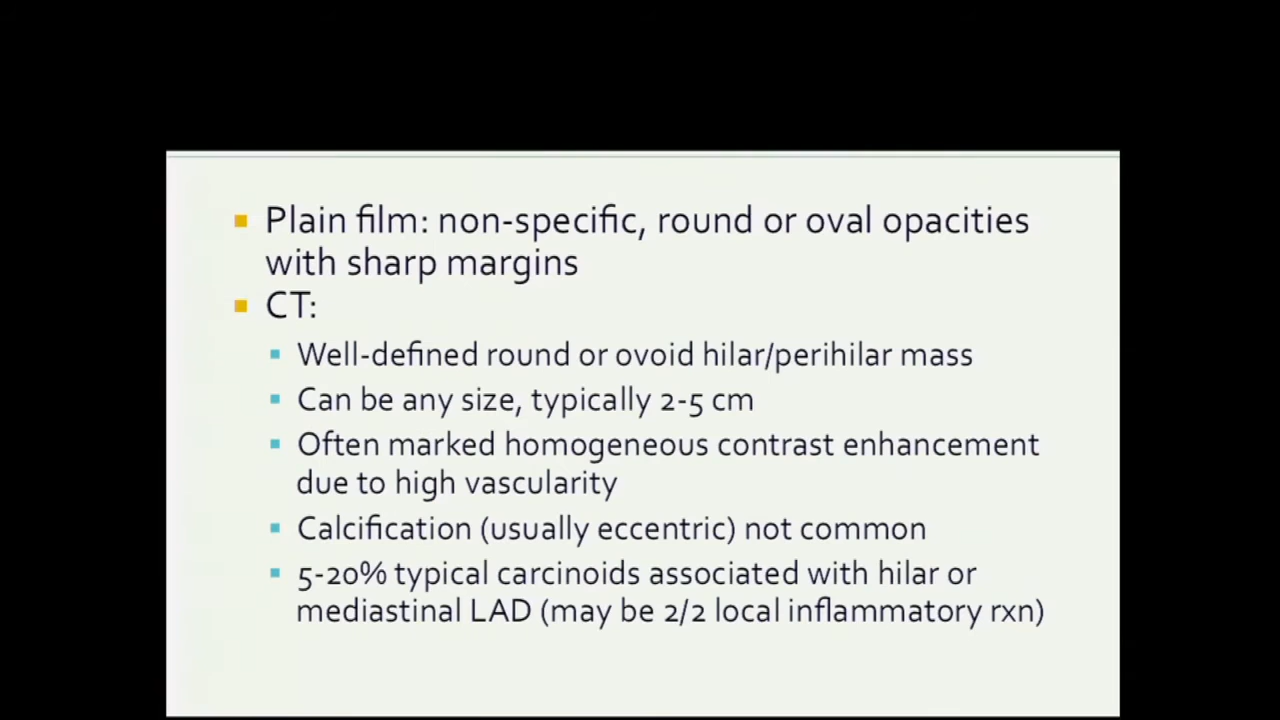 Plain film: non-specific, round or oval opacities
with sharp margins
CT:
Well-defined round or ovoid hilar/perihilar mass
Can be any size, typically 2-5 cm
Often marked homogeneous contrast enhancement
due to high vascularity
Calcification (usually eccentric) not common
5-20% typical carcinoids associated with hilar or
mediastinal LAD (may be 2/2 local inflammatory rxn)